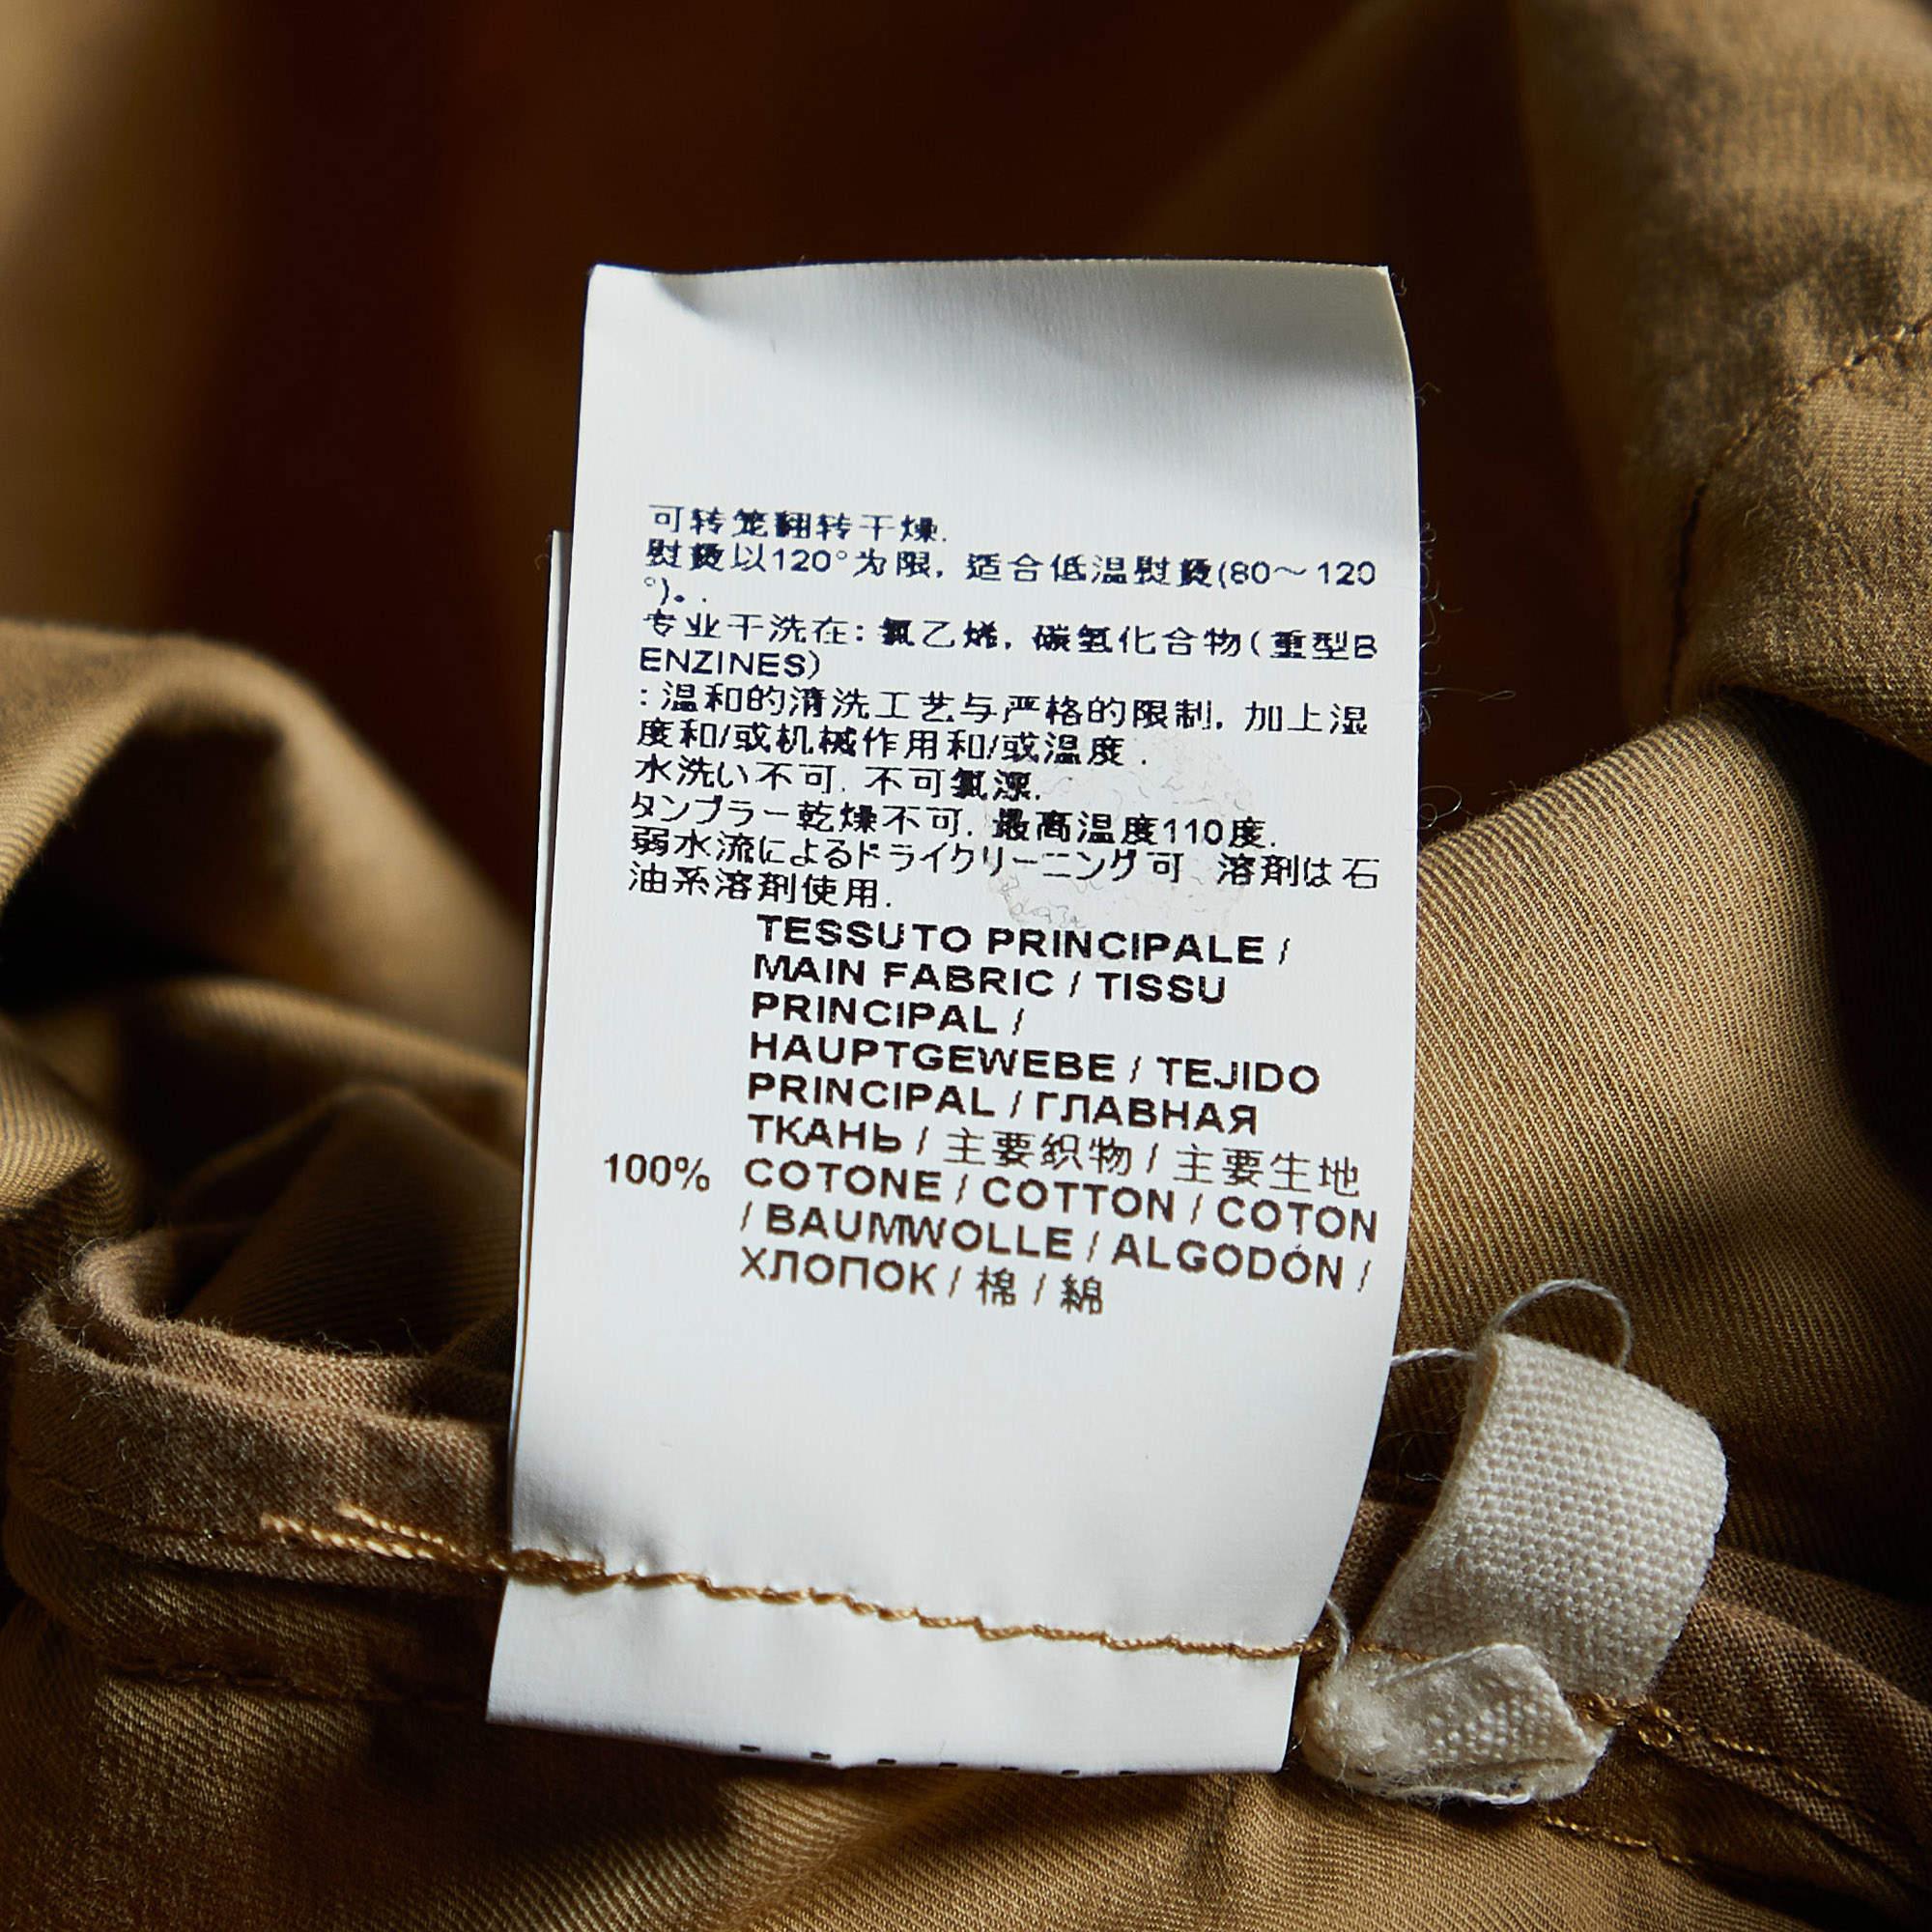 可转笼翻转干燥.
熨烫以120°为限, 适合低温熨烫(80～120
°)。.
专业干洗在: 氯乙烯, 碳氢化合物( 重型B
ENZINES)
: 温和的清洗工艺与严格的限制, 加上湿
度和/或机械作用和/或温度 .
水洗い不可. 不可氯漂.
タンブラー乾燥不可. 最高温度110度.
弱水流によるドライクリーニング可 溶剤は石
油系溶剤使用.
TESSUTO PRINCIPALE /
MAIN FABRIC / TISSU
PRINCIPAL /
HAUPTGEWEBE / TEJIDO
PRINCIPAL / ГЛАВНАЯ
ТКАНЬ / 主要织物 / 主要生地
100% COTONE / COTTON / COTON
/ BAUMWOLLE / ALGODÓN /
ХЛОПОК / 棉 / 綿